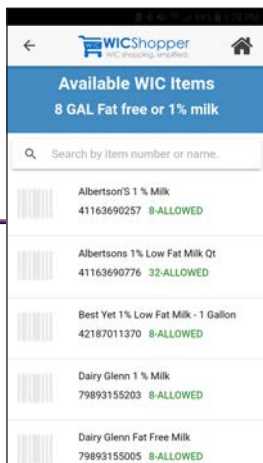 WICShopper
WIC shopping, simplified.
Available WIC Items
8 GAL Fat free or 1% milk
Search by item number or name.
Albertson'S 1 % Milk
41163690257 8-ALLOWED
Albertsons 1% Low Fat Milk Qt
41163690776 32-ALLOWED
Best Yet 1% Low Fat Milk - 1 Gallon
42187011370 8-ALLOWED
Dairy Glenn 1 % Milk
79893155203 8-ALLOWED
Dairy Glenn Fat Free Milk
79893155005 8-ALLOWED